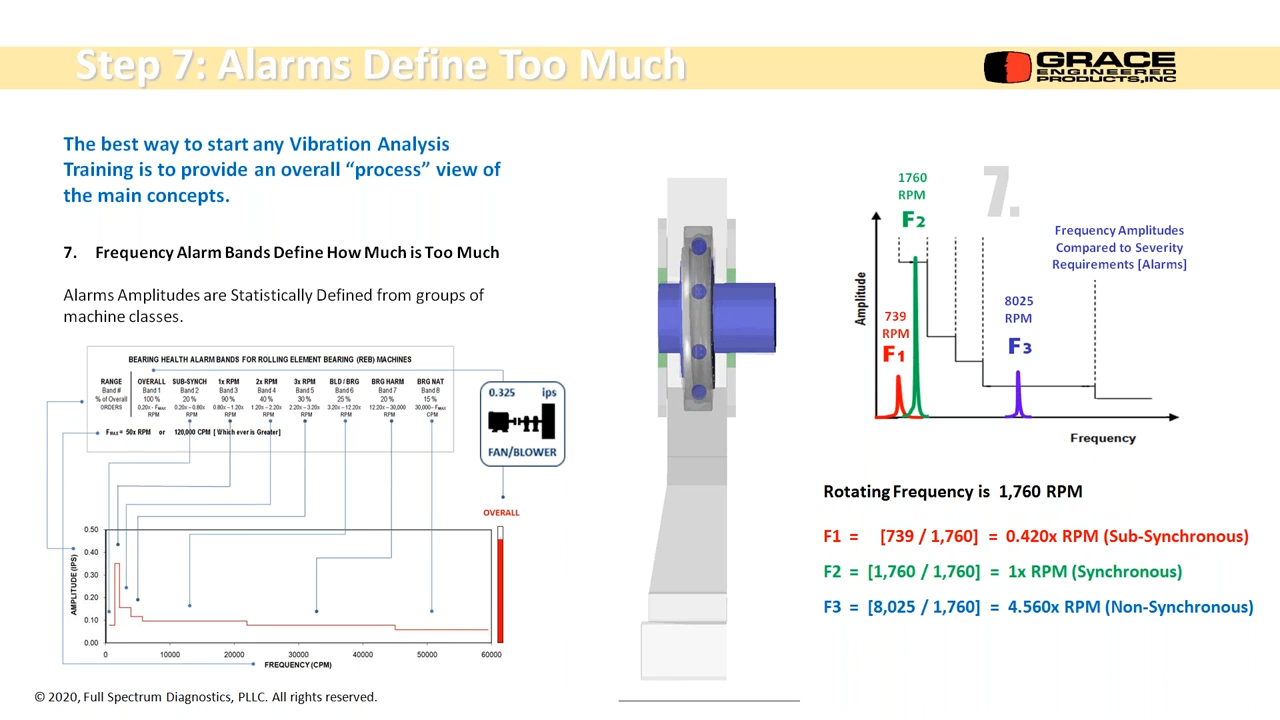 Step 7: Alarms Define Too Much
GRACE
ENGINEERED
PRODUCTS,INC
The best way to start any Vibration Analysis
Training is to provide an overall “process” view of
the main concepts.
7. Frequency Alarm Bands Define How Much is Too Much
Alarms Amplitudes are Statistically Defined from groups of
machine classes.
BEARING HEALTH ALARM BANDS FOR ROLLING ELEMENT BEARING (REB) MACHINES
RANGE OVERALL SUB-SYNCH 1x RPM 2x RPM 3x RPM BLD / BRG BRG HARM BRG NAT
Band # Band 1 Band 2 Band 3 Band 4 Band 5 Band 6 Band 7 Band 8
% of Overall 100 % 20 % 90 % 40 % 30 % 25 % 20 % 15 %
ORDERS 0.20x - FMAX 0.20x - 0.80x 0.80x - 1.20x 1.20x - 2.20x 2.20x - 3.20x 3.20x - 12.20x 12.20x - 30,000 30,000 - FMAX
RPM RPM RPM RPM RPM RPM RPM CPM
FMAX = 50x RPM or 120,000 CPM [ Which ever is Greater]
0.325 ips
FAN/BLOWER
OVERALL
0.50
0.40
0.30
0.20
0.10
0.00
AMPLITUDE (IPS)
0 10000 20000 30000 40000 50000 60000
FREQUENCY (CPM)
7.
1760
RPM
F2
Frequency Amplitudes
Compared to Severity
Requirements [Alarms]
Amplitude
739
RPM
F1
8025
RPM
F3
Frequency
Rotating Frequency is 1,760 RPM
F1 = [739 / 1,760] = 0.420x RPM (Sub-Synchronous)
F2 = [1,760 / 1,760] = 1x RPM (Synchronous)
F3 = [8,025 / 1,760] = 4.560x RPM (Non-Synchronous)
© 2020, Full Spectrum Diagnostics, PLLC. All rights reserved.